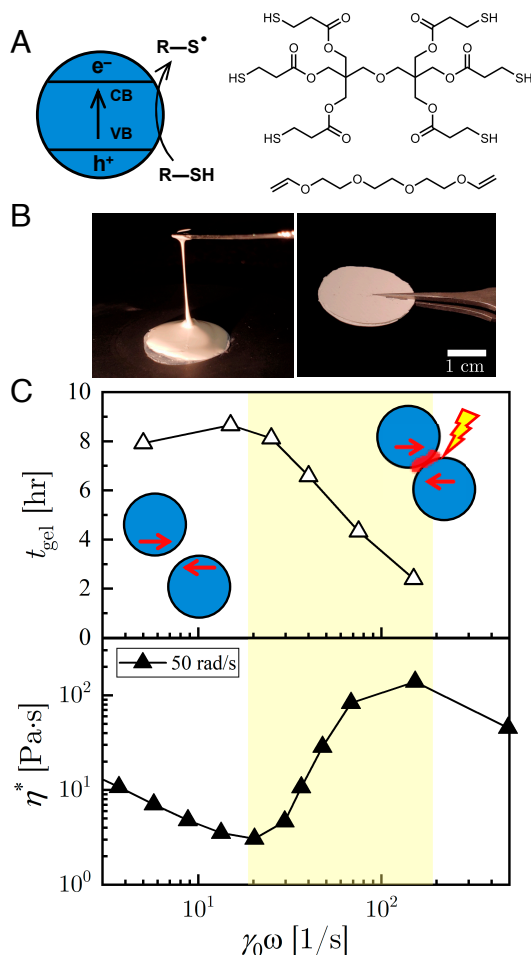 A
R—S•
e⁻
CB
VB
h⁺
R—SH
HS
O
O
SH
O
O
O
O
HS
O
O
O
O
SH
O
O
O
HS
O
O
SH
O
O
O
O
B
1 cm
C
10
8
6
4
2
0
t_gel [hr]
50 rad/s
10²
10¹
10⁰
η* [Pa·s]
10¹
10²
γ₀ω [1/s]